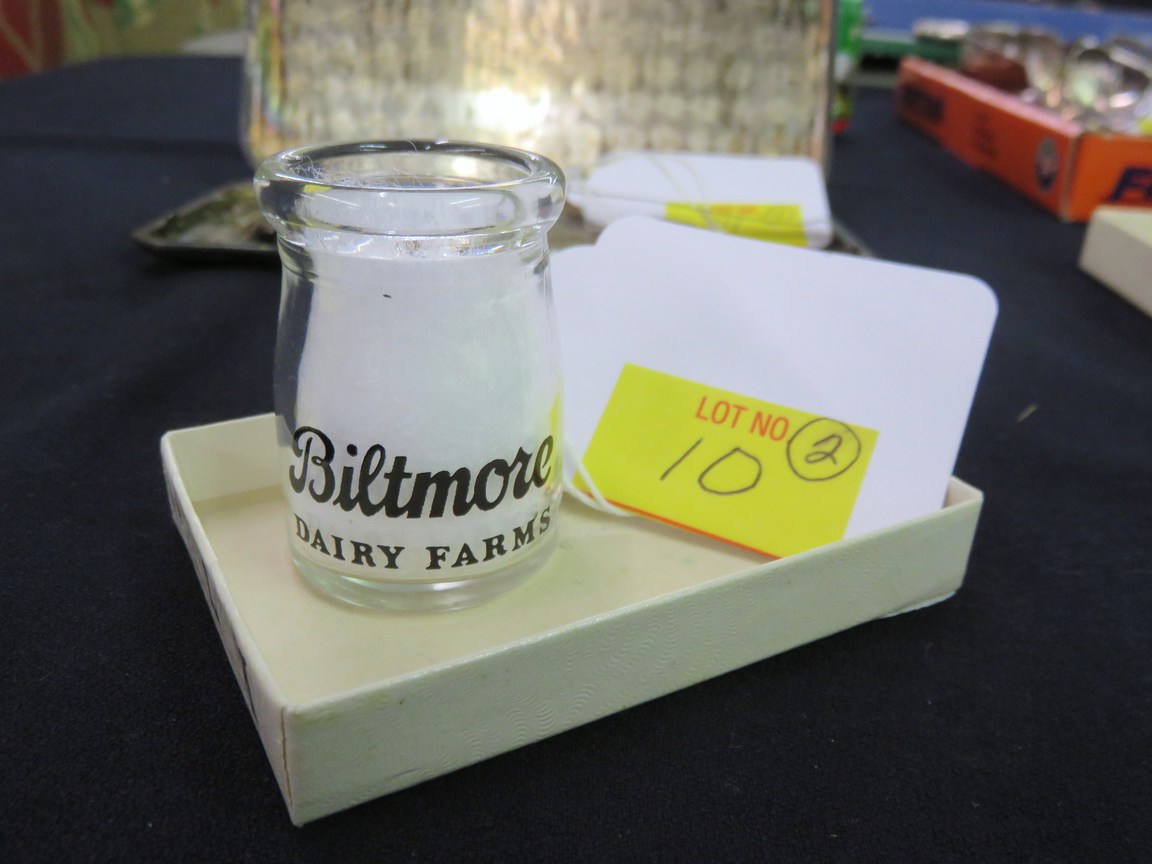 Biltmore
DAIRY FARMS
LOT NO
10 2